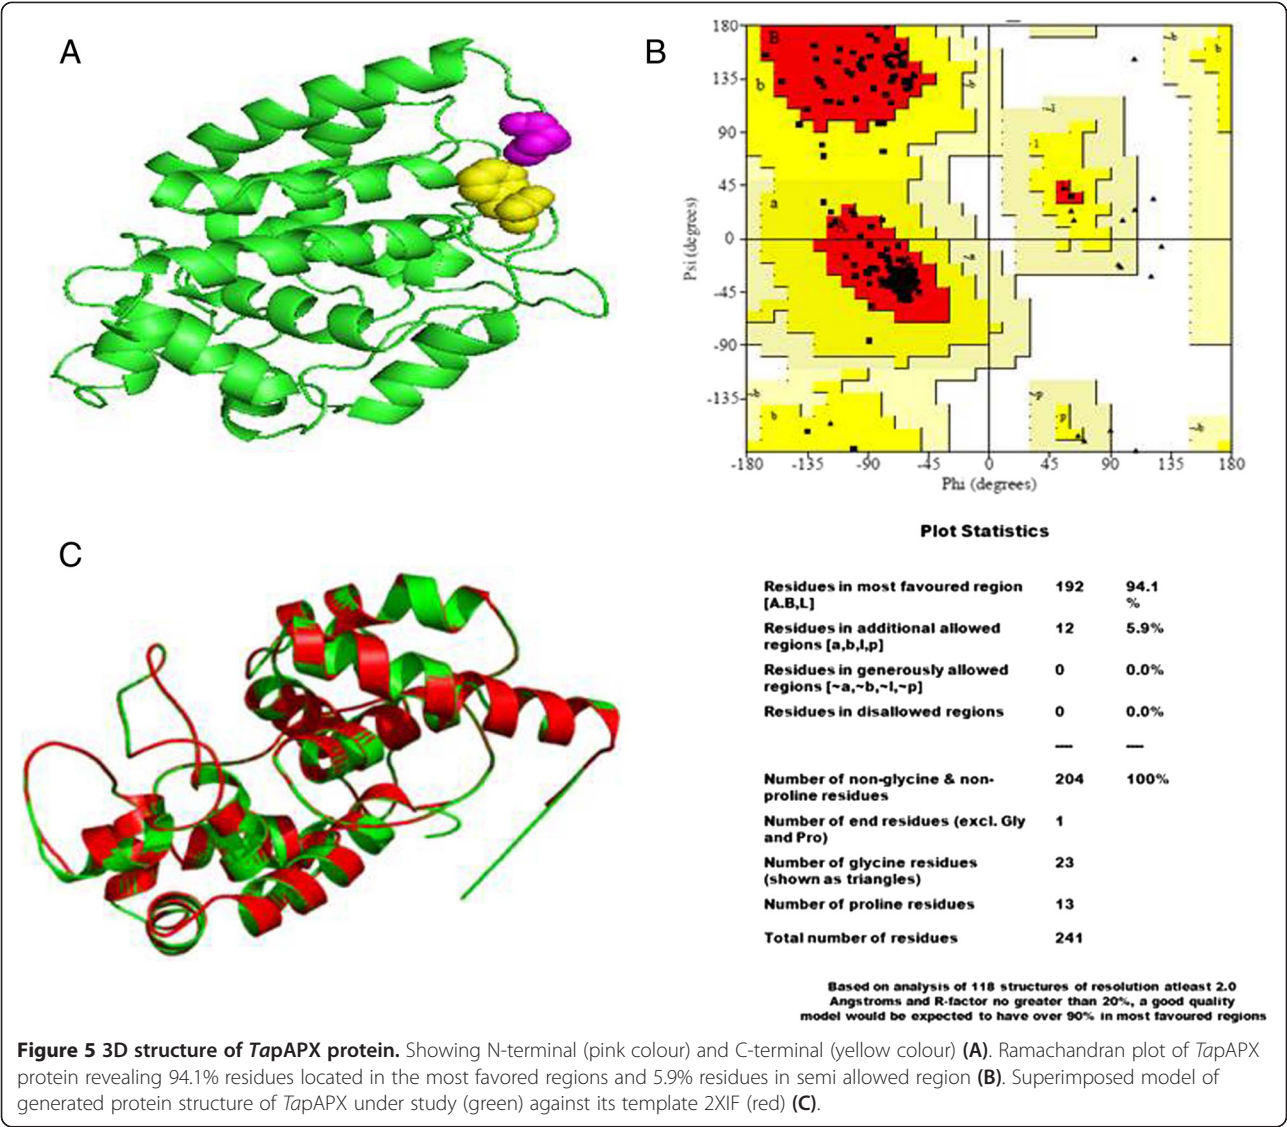 A
B
180
135
90
45
0
-45
-90
-135
Psi (degrees)
B
b
a
A
l
~l
~b
b
~b
~b
~b
b
~p
p
~b
-180 -135 -90 -45 0 45 90 135 180
Phi (degrees)
C
Plot Statistics
Residues in most favoured region 192 94.1
[A.B,L] %
Residues in additional allowed 12 5.9%
regions [a,b,l,p]
Residues in generously allowed 0 0.0%
regions [~a,~b,~l,~p]
Residues in disallowed regions 0 0.0%
---- ----
Number of non-glycine & non- 204 100%
proline residues
Number of end residues (excl. Gly 1
and Pro)
Number of glycine residues 23
(shown as triangles)
Number of proline residues 13
Total number of residues 241
Based on analysis of 118 structures of resolution atleast 2.0
Angstroms and R-factor no greater than 20%, a good quality
model would be expected to have over 90% in most favoured regions
Figure 5 3D structure of TapAPX protein. Showing N-terminal (pink colour) and C-terminal (yellow colour) (A). Ramachandran plot of TapAPX
protein revealing 94.1% residues located in the most favored regions and 5.9% residues in semi allowed region (B). Superimposed model of
generated protein structure of TapAPX under study (green) against its template 2XIF (red) (C).